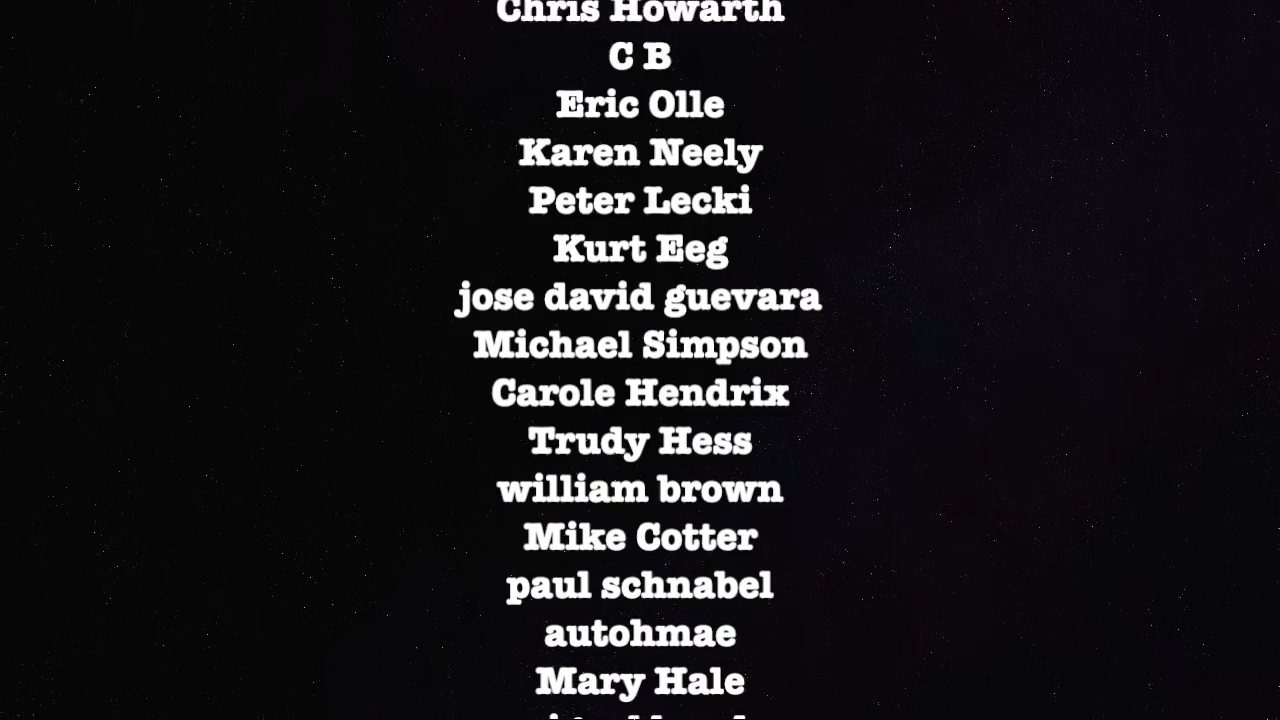 Chris Howarth
C B
Eric Olle
Karen Neely
Peter Lecki
Kurt Eeg
jose david guevara
Michael Simpson
Carole Hendrix
Trudy Hess
william brown
Mike Cotter
paul schnabel
autohmae
Mary Hale